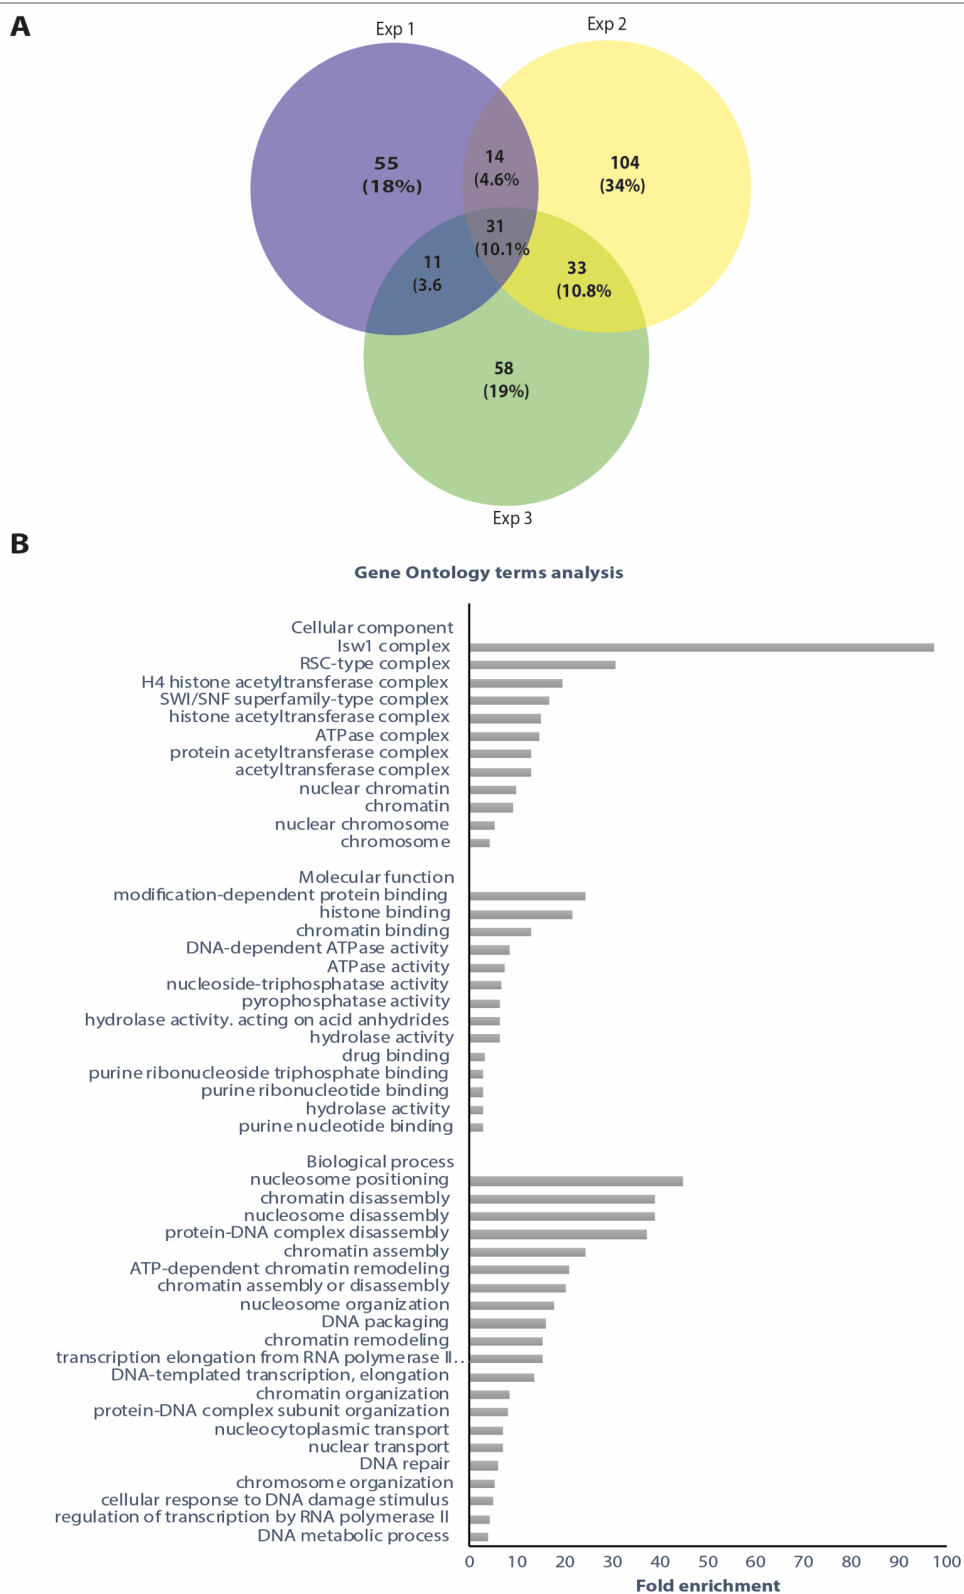 A
Exp 1
Exp 2
55
(18%)
14
(4.6%
104
(34%)
31
(10.1%
11
(3.6
33
(10.8%
58
(19%)
Exp 3
B
Gene Ontology terms analysis
Cellular component
Isw1 complex
RSC-type complex
H4 histone acetyltransferase complex
SWI/SNF superfamily-type complex
histone acetyltransferase complex
ATPase complex
protein acetyltransferase complex
acetyltransferase complex
nuclear chromatin
chromatin
nuclear chromosome
chromosome
Molecular function
modification-dependent protein binding
histone binding
chromatin binding
DNA-dependent ATPase activity
ATPase activity
nucleoside-triphosphatase activity
pyrophosphatase activity
hydrolase activity. acting on acid anhydrides
hydrolase activity
drug binding
purine ribonucleoside triphosphate binding
purine ribonucleotide binding
hydrolase activity
purine nucleotide binding
Biological process
nucleosome positioning
chromatin disassembly
nucleosome disassembly
protein-DNA complex disassembly
chromatin assembly
ATP-dependent chromatin remodeling
chromatin assembly or disassembly
nucleosome organization
DNA packaging
chromatin remodeling
transcription elongation from RNA polymerase II...
DNA-templated transcription, elongation
chromatin organization
protein-DNA complex subunit organization
nucleocytoplasmic transport
nuclear transport
DNA repair
chromosome organization
cellular response to DNA damage stimulus
regulation of transcription by RNA polymerase II
DNA metabolic process
0 10 20 30 40 50 60 70 80 90 100
Fold enrichment